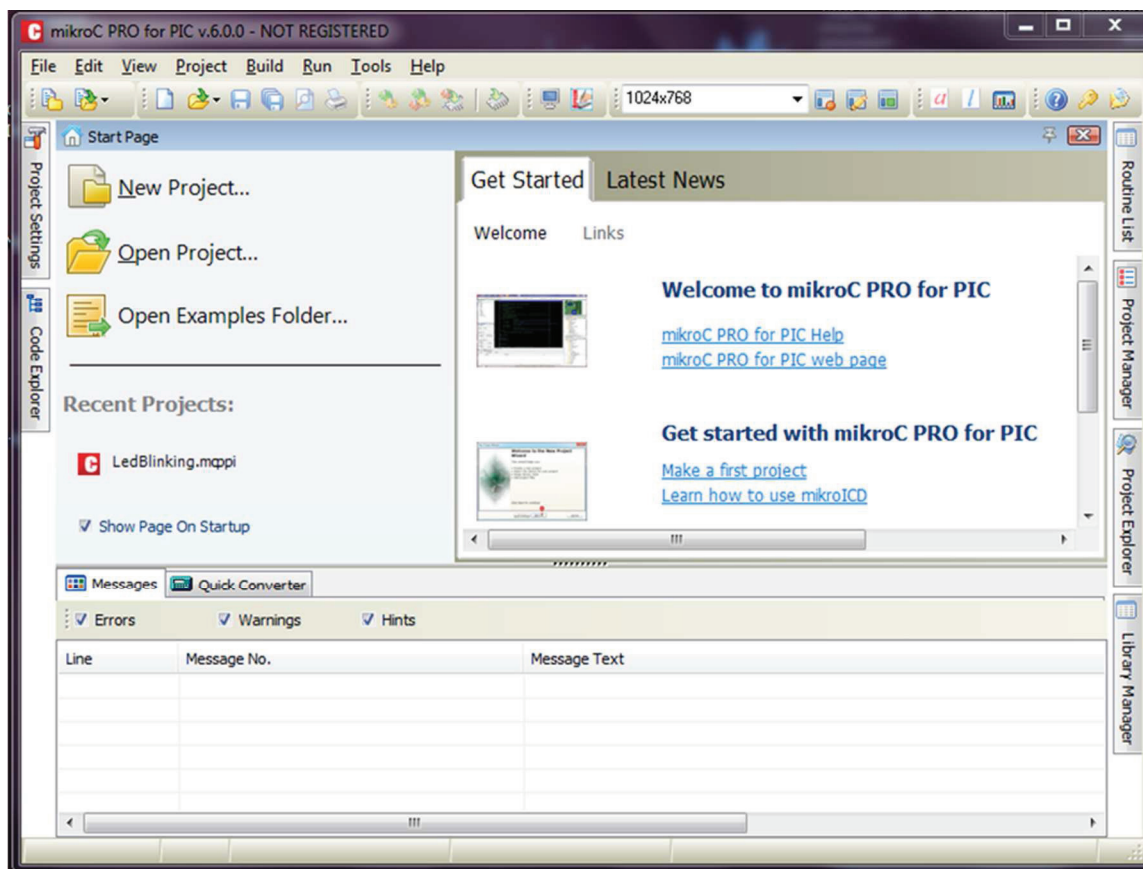 mikroC PRO for PIC v.6.0.0 - NOT REGISTERED
File Edit View Project Build Run Tools Help
1024x768
Start Page
Project Settings
Code Explorer
New Project...
Open Project...
Open Examples Folder...
Recent Projects:
LedBlinking.mcppi
Show Page On Startup
Get Started Latest News
Welcome Links
Welcome to mikroC PRO for PIC
mikroC PRO for PIC Help
mikroC PRO for PIC web page
Get started with mikroC PRO for PIC
Make a first project
Learn how to use mikroICD
Routine List
Project Manager
Project Explorer
Library Manager
Messages Quick Converter
Errors Warnings Hints
Line Message No. Message Text